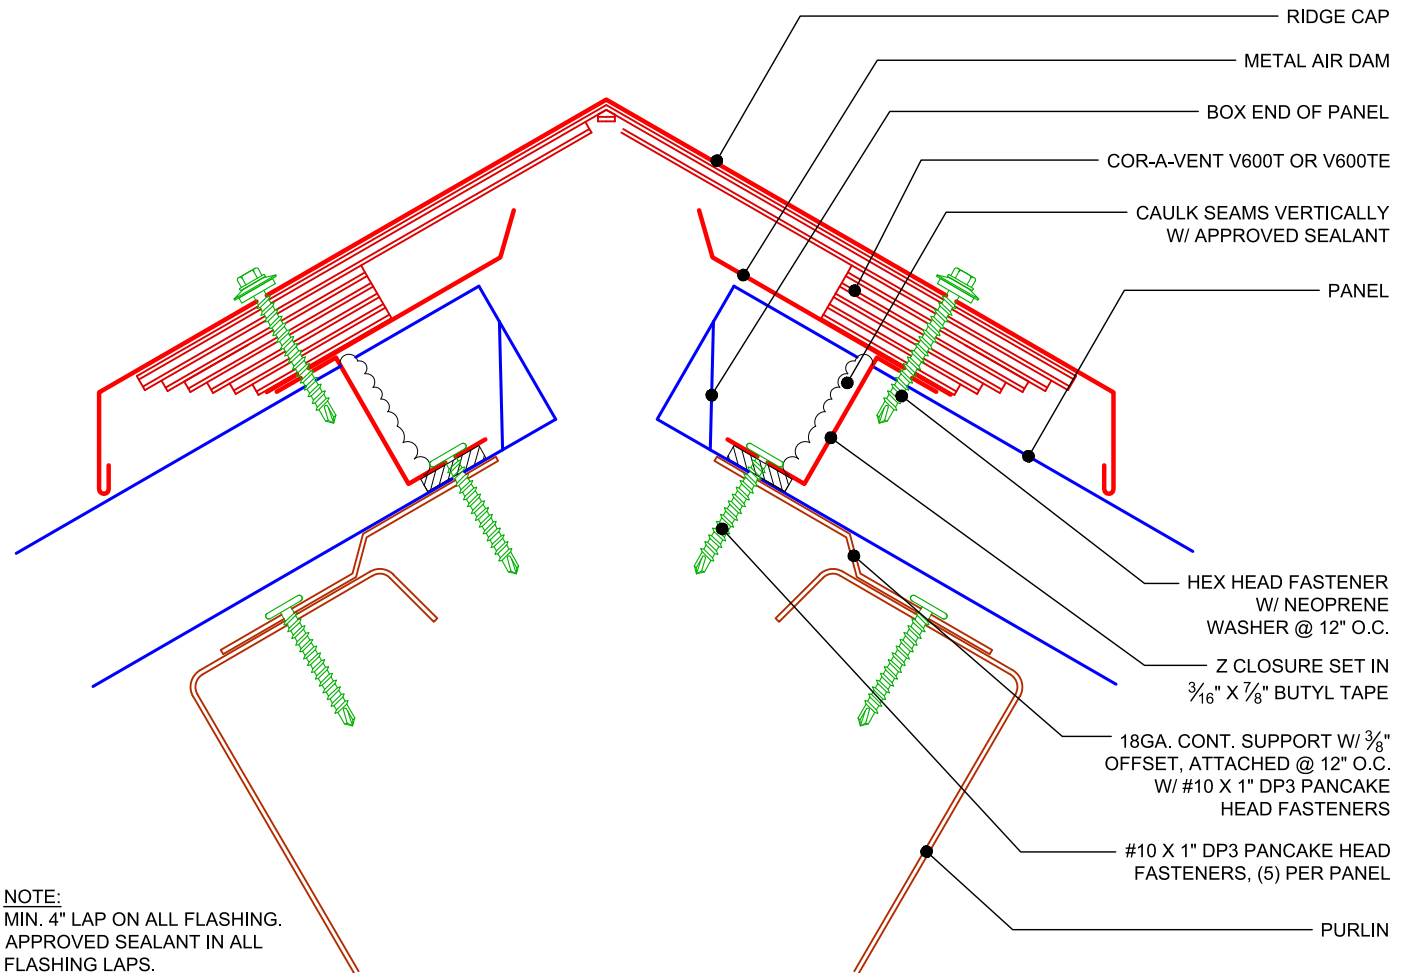 RIDGE CAP
METAL AIR DAM
BOX END OF PANEL
COR-A-VENT V600T OR V600TE
CAULK SEAMS VERTICALLY
W/ APPROVED SEALANT
PANEL
HEX HEAD FASTENER
W/ NEOPRENE
WASHER @ 12" O.C.
Z CLOSURE SET IN
3/16" X 7/8" BUTYL TAPE
18GA. CONT. SUPPORT W/ 3/8"
OFFSET, ATTACHED @ 12" O.C.
W/ #10 X 1" DP3 PANCAKE
HEAD FASTENERS
#10 X 1" DP3 PANCAKE HEAD
FASTENERS, (5) PER PANEL
PURLIN
NOTE:
MIN. 4" LAP ON ALL FLASHING.
APPROVED SEALANT IN ALL
FLASHING LAPS.